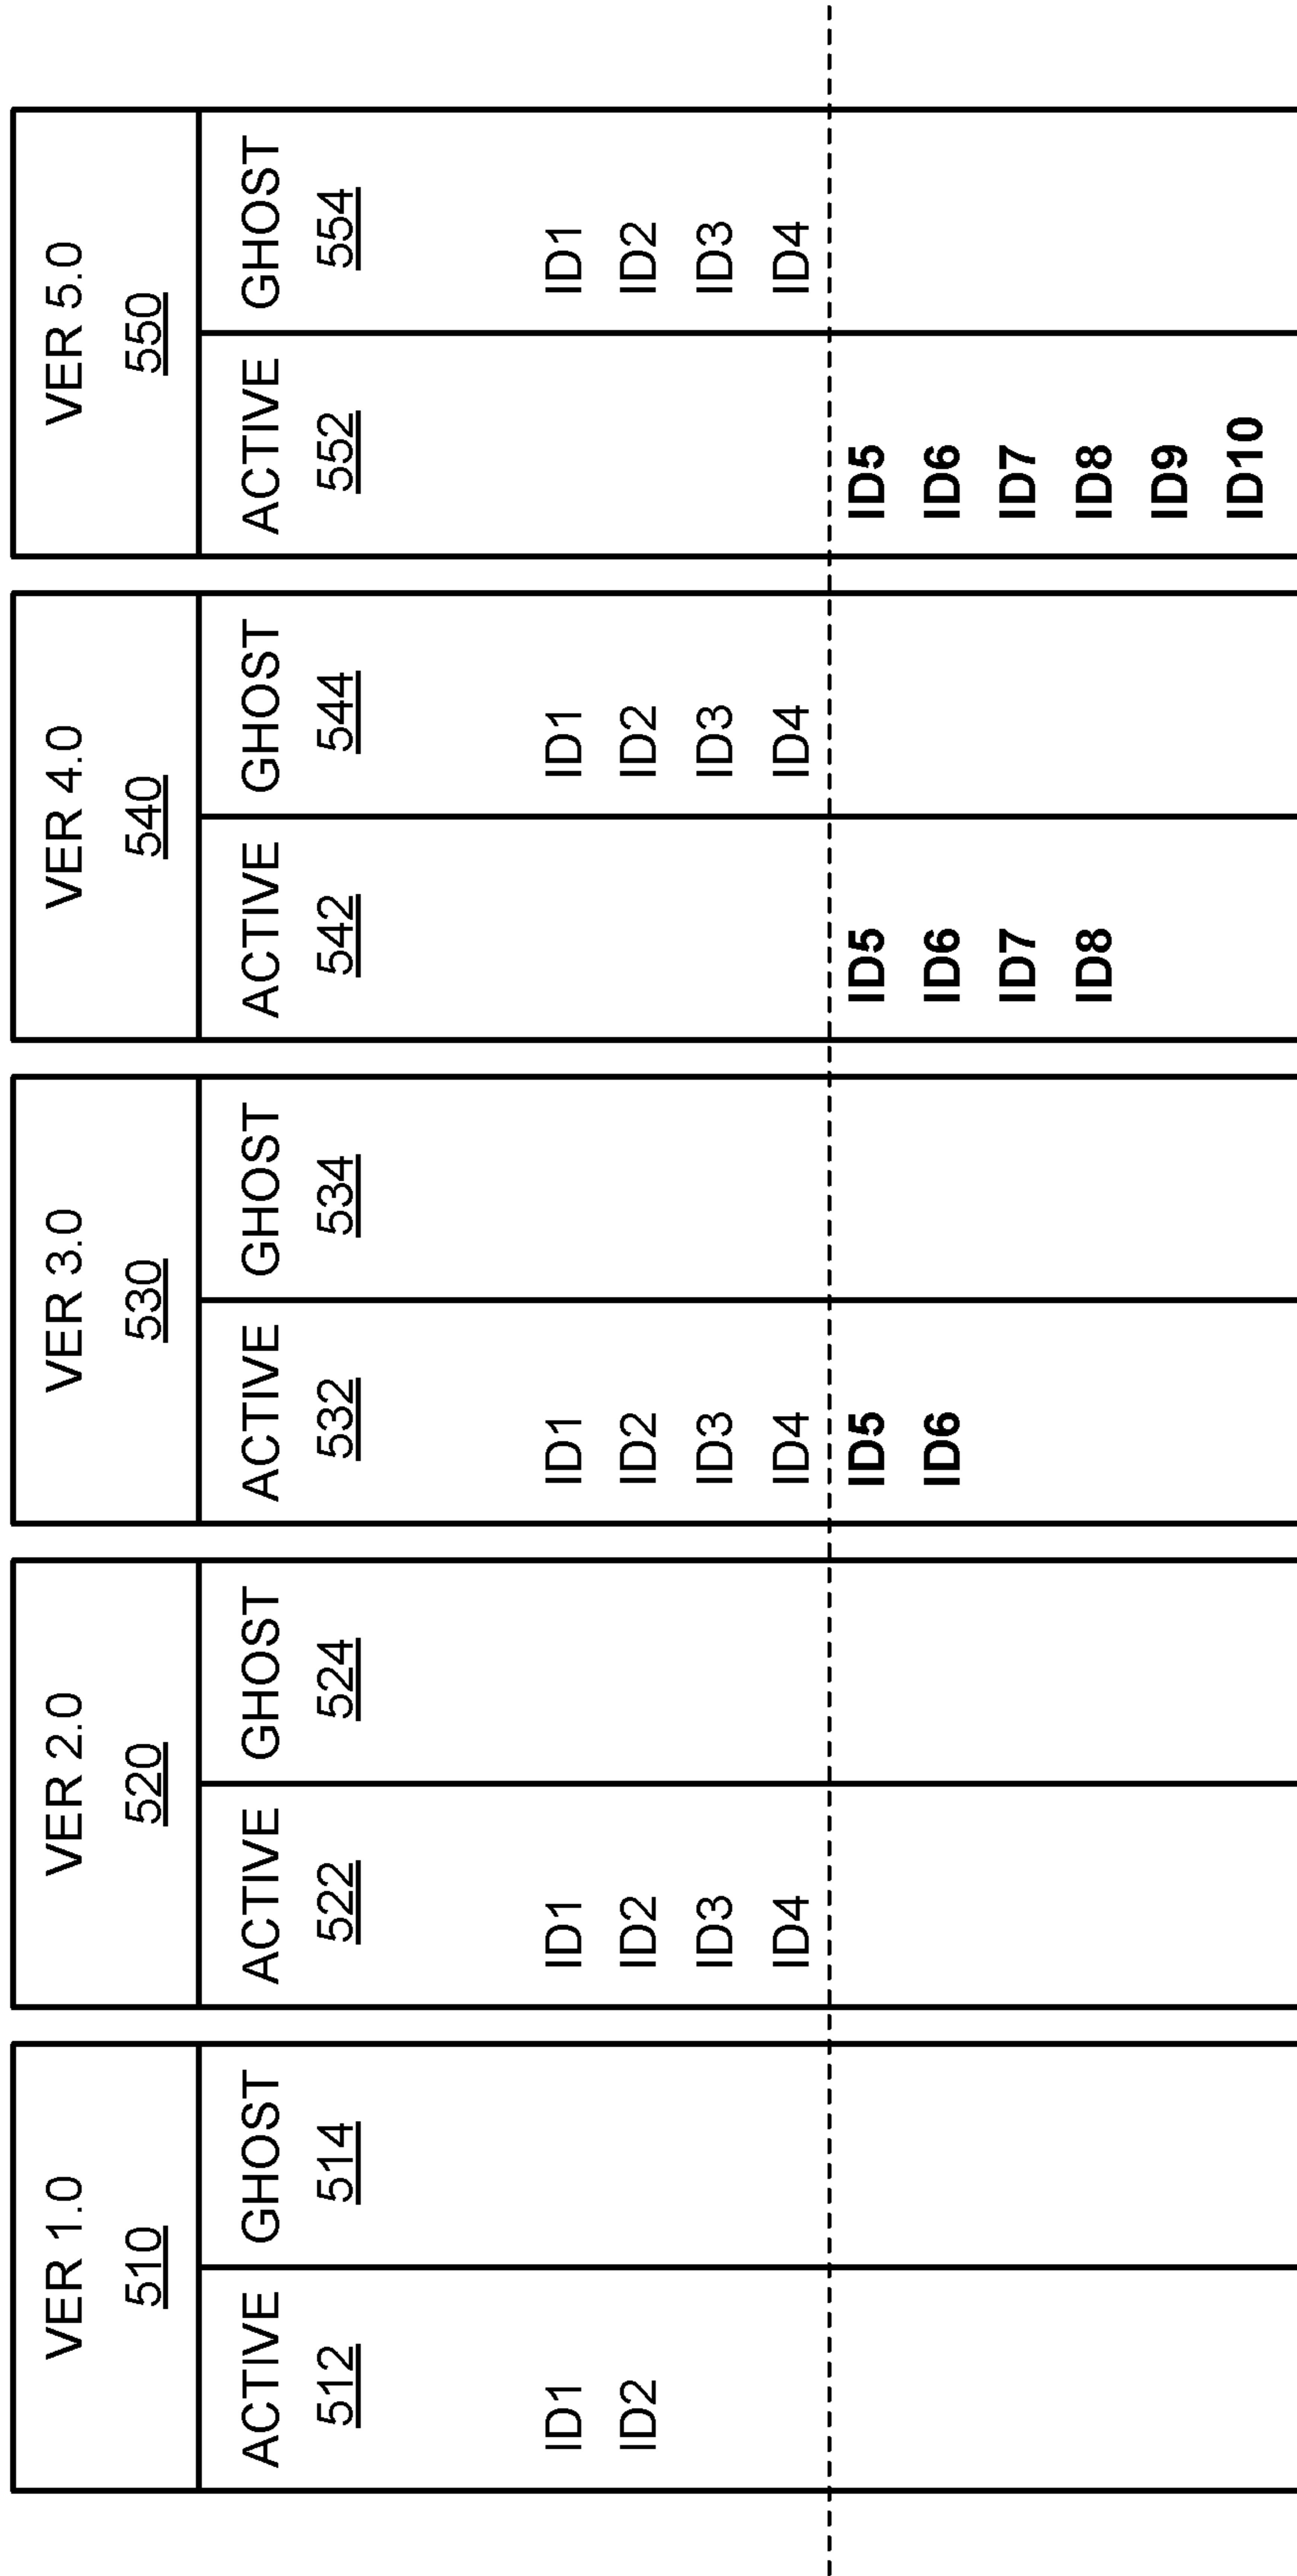 VER 1.0
510
ACTIVE
512
GHOST
514
ID1
ID2
VER 2.0
520
ACTIVE
522
GHOST
524
ID1
ID2
ID3
ID4
VER 3.0
530
ACTIVE
532
GHOST
534
ID1
ID2
ID3
ID4
ID5
ID6
VER 4.0
540
ACTIVE
542
GHOST
544
ID5
ID6
ID7
ID8
ID1
ID2
ID3
ID4
VER 5.0
550
ACTIVE
552
GHOST
554
ID5
ID6
ID7
ID8
ID9
ID10
ID1
ID2
ID3
ID4